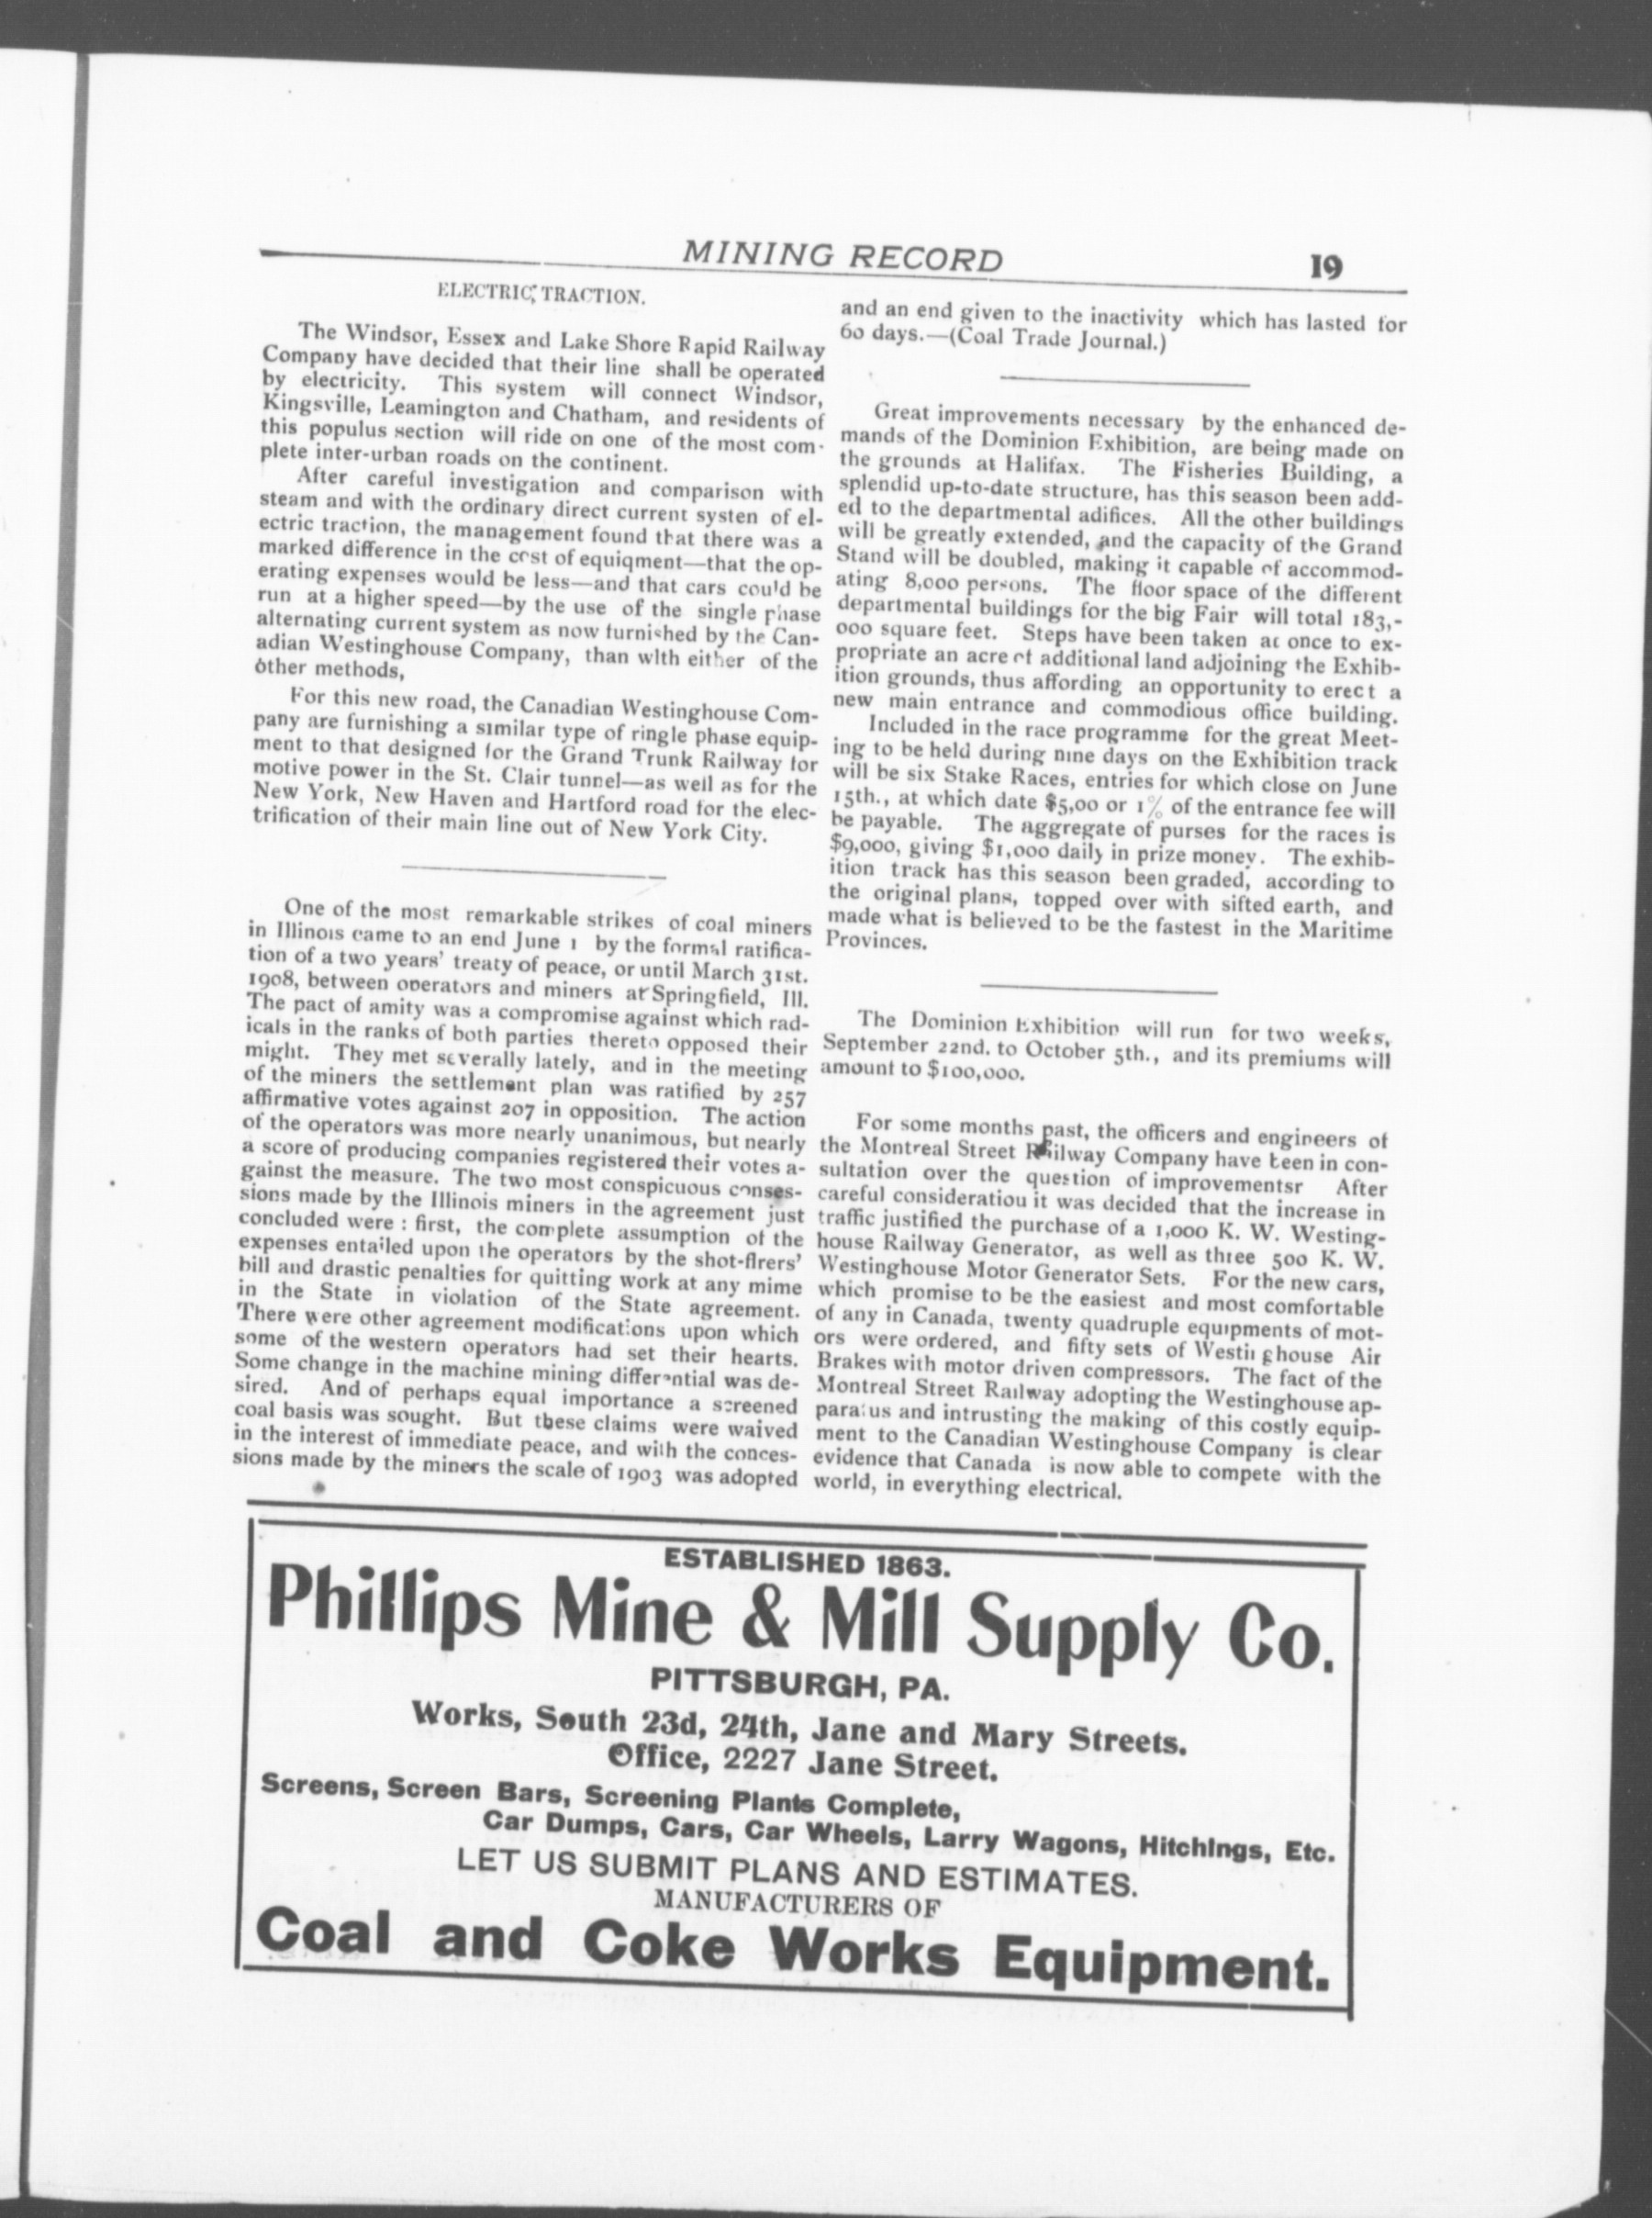 MINING RECORD 19
ELECTRIC TRACTION.
The Windsor, Essex and Lake Shore Rapid Railway
Company have decided that their line shall be operated
by electricity. This system will connect Windsor,
Kingsville, Leamington and Chatham, and residents of
this populus section will ride on one of the most com-
plete inter-urban roads on the continent.
After careful investigation and comparison with
steam and with the ordinary direct current systen of el-
ectric traction, the management found that there was a
marked difference in the cost of equiqment—that the op-
erating expenses would be less—and that cars could be
run at a higher speed—by the use of the single phase
alternating current system as now furnished by the Can-
adian Westinghouse Company, than with either of the
other methods,
For this new road, the Canadian Westinghouse Com-
pany are furnishing a similar type of ringle phase equip-
ment to that designed for the Grand Trunk Railway for
motive power in the St. Clair tunnel—as well as for the
New York, New Haven and Hartford road for the elec-
trification of their main line out of New York City.
One of the most remarkable strikes of coal miners
in Illinois came to an end June 1 by the formal ratifica-
tion of a two years' treaty of peace, or until March 31st.
1908, between operators and miners at Springfield, Ill.
The pact of amity was a compromise against which rad-
icals in the ranks of both parties thereto opposed their
might. They met severally lately, and in the meeting
of the miners the settlement plan was ratified by 257
affirmative votes against 207 in opposition. The action
of the operators was more nearly unanimous, but nearly
a score of producing companies registered their votes a-
gainst the measure. The two most conspicuous conses-
sions made by the Illinois miners in the agreement just
concluded were : first, the complete assumption of the
expenses entailed upon the operators by the shot-firers'
bill and drastic penalties for quitting work at any mime
in the State in violation of the State agreement.
There were other agreement modifications upon which
some of the western operators had set their hearts.
Some change in the machine mining differential was de-
sired. And of perhaps equal importance a screened
coal basis was sought. But these claims were waived
in the interest of immediate peace, and with the conces-
sions made by the miners the scale of 1903 was adopted
and an end given to the inactivity which has lasted for
60 days.—(Coal Trade Journal.)
Great improvements necessary by the enhanced de-
mands of the Dominion Exhibition, are being made on
the grounds at Halifax. The Fisheries Building, a
splendid up-to-date structure, has this season been add-
ed to the departmental adifices. All the other buildings
will be greatly extended, and the capacity of the Grand
Stand will be doubled, making it capable of accommod-
ating 8,000 persons. The floor space of the different
departmental buildings for the big Fair will total 183,-
000 square feet. Steps have been taken at once to ex-
propriate an acre of additional land adjoining the Exhib-
ition grounds, thus affording an opportunity to erect a
new main entrance and commodious office building.
Included in the race programme for the great Meet-
ing to be held during nine days on the Exhibition track
will be six Stake Races, entries for which close on June
15th., at which date $5,00 or 1% of the entrance fee will
be payable. The aggregate of purses for the races is
$9,000, giving $1,000 daily in prize money. The exhib-
ition track has this season been graded, according to
the original plans, topped over with sifted earth, and
made what is believed to be the fastest in the Maritime
Provinces.
The Dominion Exhibition will run for two weeks,
September 22nd. to October 5th., and its premiums will
amount to $100,000.
For some months past, the officers and engineers of
the Montreal Street Railway Company have been in con-
sultation over the question of improvementsr After
careful consideratiou it was decided that the increase in
traffic justified the purchase of a 1,000 K. W. Westing-
house Railway Generator, as well as three 500 K. W.
Westinghouse Motor Generator Sets. For the new cars,
which promise to be the easiest and most comfortable
of any in Canada, twenty quadruple equipments of mot-
ors were ordered, and fifty sets of Westinghouse Air
Brakes with motor driven compressors. The fact of the
Montreal Street Railway adopting the Westinghouse ap-
paratus and intrusting the making of this costly equip-
ment to the Canadian Westinghouse Company is clear
evidence that Canada is now able to compete with the
world, in everything electrical.
ESTABLISHED 1863.
Phillips Mine & Mill Supply Co.
PITTSBURGH, PA.
Works, South 23d, 24th, Jane and Mary Streets.
Office, 2227 Jane Street.
Screens, Screen Bars, Screening Plants Complete,
Car Dumps, Cars, Car Wheels, Larry Wagons, Hitchings, Etc.
LET US SUBMIT PLANS AND ESTIMATES.
MANUFACTURERS OF
Coal and Coke Works Equipment.